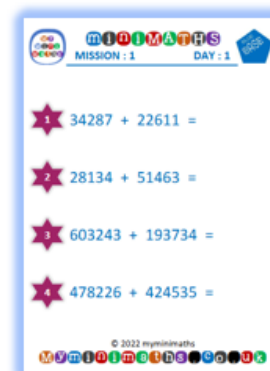 MINIMATHS
MISSION : 1 DAY : 1
1 34287 + 22611 =
2 28134 + 51463 =
3 603243 + 193734 =
4 478226 + 424535 =
© 2022 myminimaths
myminimaths.co.uk